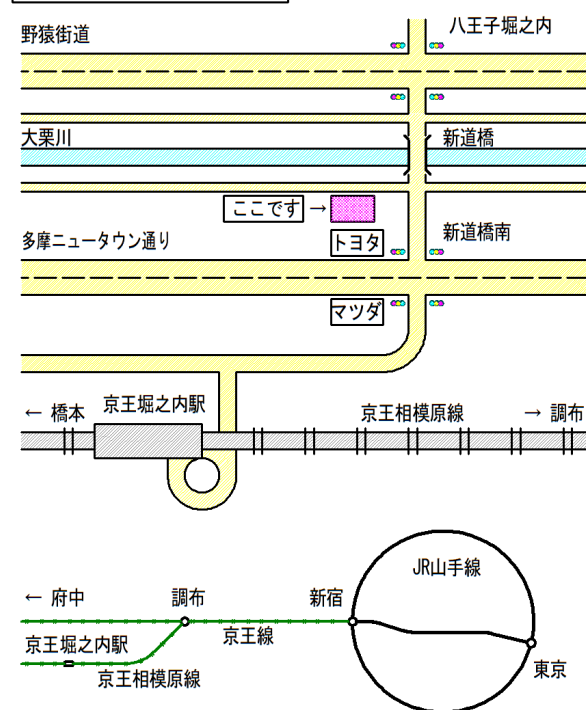 野猿街道
八王子堀之内
大栗川
新道橋
ここです →
多摩ニュータウン通り
トヨタ
新道橋南
マツダ
京王堀之内駅
← 橋本
京王相模原線
→ 調布
JR山手線
← 府中
調布
新宿
京王線
京王堀之内駅
京王相模原線
東京